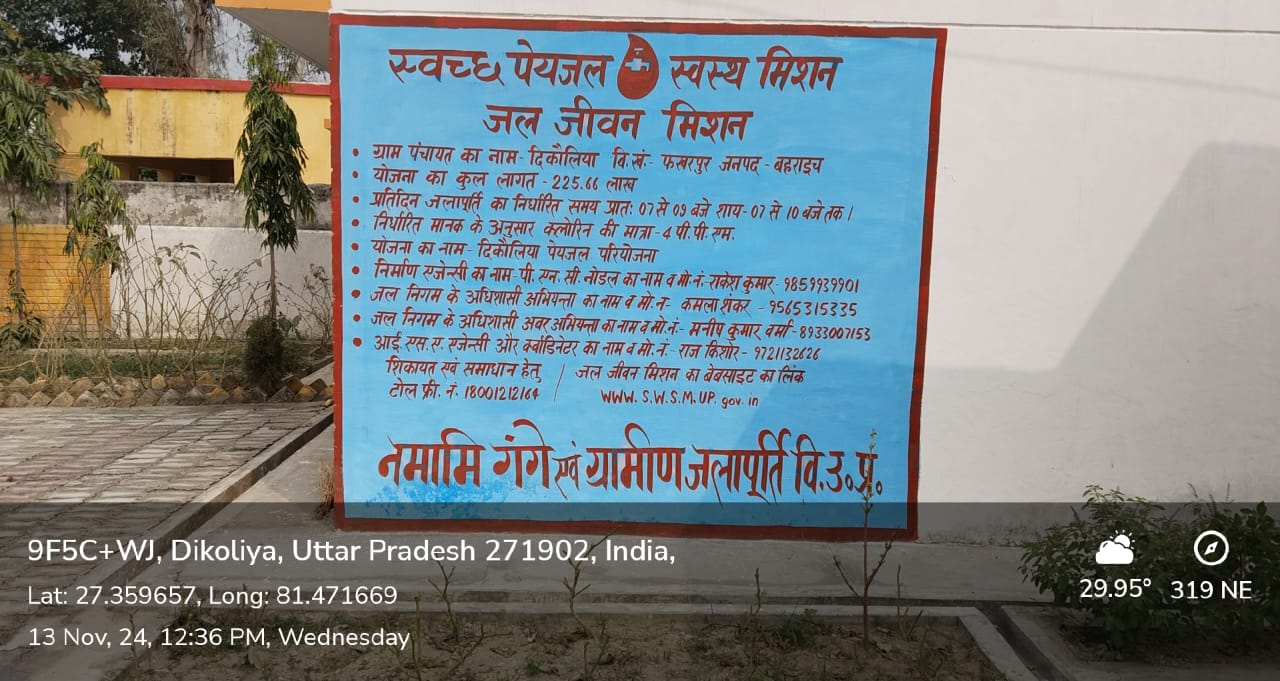 स्वच्छ पेयजल स्वस्थ मिशन
जल जीवन मिशन
• ग्राम पंचायत का नाम- दिकौलिया वि.खं.- फखरपुर जनपद - बहराइच
• योजना का कुल लागत - 225.66 लाख
• प्रतिदिन जलापूर्ति का निर्धारित समय प्रातः 07 से 09 बजे शाय- 07 से 10 बजे तक।
• निर्धारित मानक के अनुसार क्लोरिन की मात्रा - 4 पी.पी.एम.
• योजना का नाम- दिकौलिया पेयजल परियोजना
• निर्माण एजेन्सी का नाम- पी. एन. सी. नोडल का नाम व मो.नं.- राकेश कुमार- 9859939901
• जल निगम के अधिशासी अभियन्ता का नाम व मो.नं- कमला शंकर - 9565315335
• जल निगम के अधिशासी अवर अभियन्ता का नाम व मो.नं.- मनीष कुमार वर्मा- 8933007153
• आई.एस.ए. एजेन्सी और क्वांडिनेटर का नाम व मो.नं.- राज किशोर- 9721132626
शिकायत एवं समाधान हेतु / जल जीवन मिशन का बेबसाइट का लिंक
टोल फ्री. नं. 18001212164 / WWW. S.W.S.M.UP. gov.in
नमामि गंगे एवं ग्रामीण जलापूर्ति वि.उ.प्र.
9F5C+WJ, Dikoliya, Uttar Pradesh 271902, India,
Lat: 27.359657, Long: 81.471669
29.95° 319 NE
13 Nov, 24, 12:36 PM, Wednesday